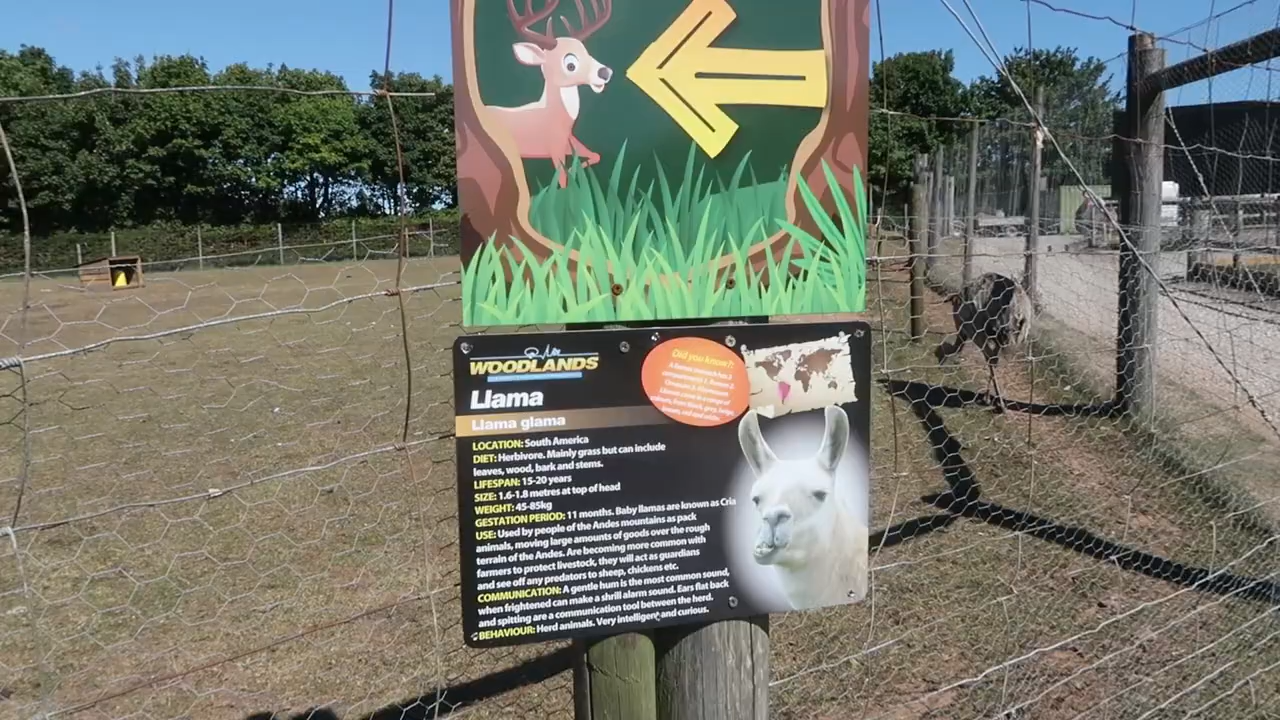 WOODLANDS
Llama
Llama glama
Did you know?:
LOCATION: South America
DIET: Herbivore. Mainly grass but can include
leaves, wood, bark and stems.
LIFESPAN: 15-20 years
SIZE: 1.6-1.8 metres at top of head
WEIGHT: 45-85kg
GESTATION PERIOD: 11 months. Baby llamas are known as Cria
USE: Used by people of the Andes mountains as pack
animals, moving large amounts of goods over the rough
terrain of the Andes. Are becoming more common with
farmers to protect livestock, they will act as guardians
and see off any predators to sheep, chickens etc.
COMMUNICATION: A gentle hum is the most common sound,
when frightened can make a shrill alarm sound. Ears flat back
and spitting are a communication tool between the herd.
BEHAVIOUR: Herd animals. Very intelligent and curious.